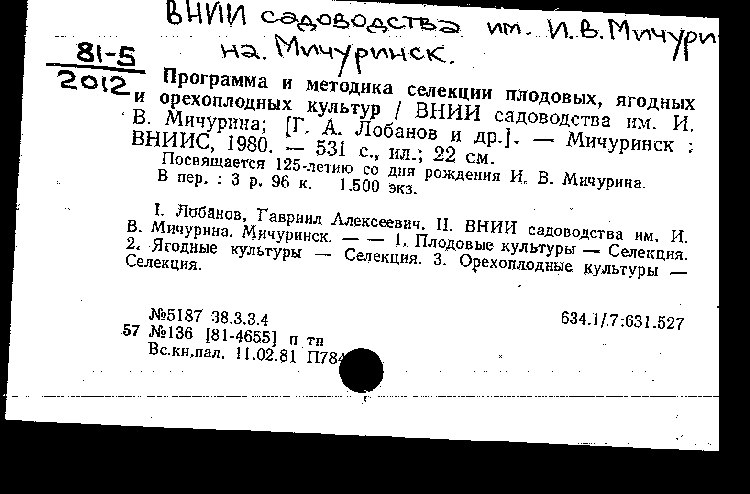 ВНИИ садоводства им. И.В.Мичури
на. Мичуринск.
81-5
2012
Программа и методика селекции плодовых, ягодных
и орехоплодных культур / ВНИИ садоводства им. И.
В. Мичурина; [Г. А. Лобанов и др.]. — Мичуринск :
ВНИИС, 1980. — 531 с., ил.; 22 см.
Посвящается 125-летию со дня рождения И. В. Мичурина.
В пер. : 3 р. 96 к. 1.500 экз.
I. Лобанов, Гавриил Алексеевич. II. ВНИИ садоводства им. И.
В. Мичурина. Мичуринск. — — 1. Плодовые культуры — Селекция.
2. Ягодные культуры — Селекция. 3. Орехоплодные культуры —
Селекция.
№5187 38.3.3.4 634.1/.7:631.527
57 №136 [81-4655] п тп
Вс.кн.пал. 11.02.81 П784